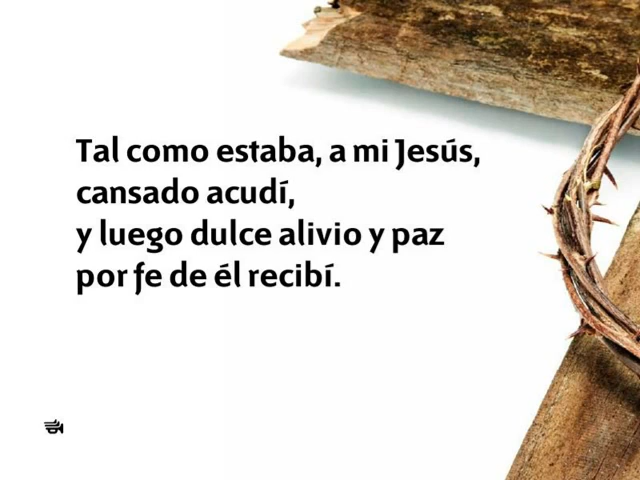 Tal como estaba, a mi Jesús,
cansado acudí,
y luego dulce alivio y paz
por fe de él recibí.